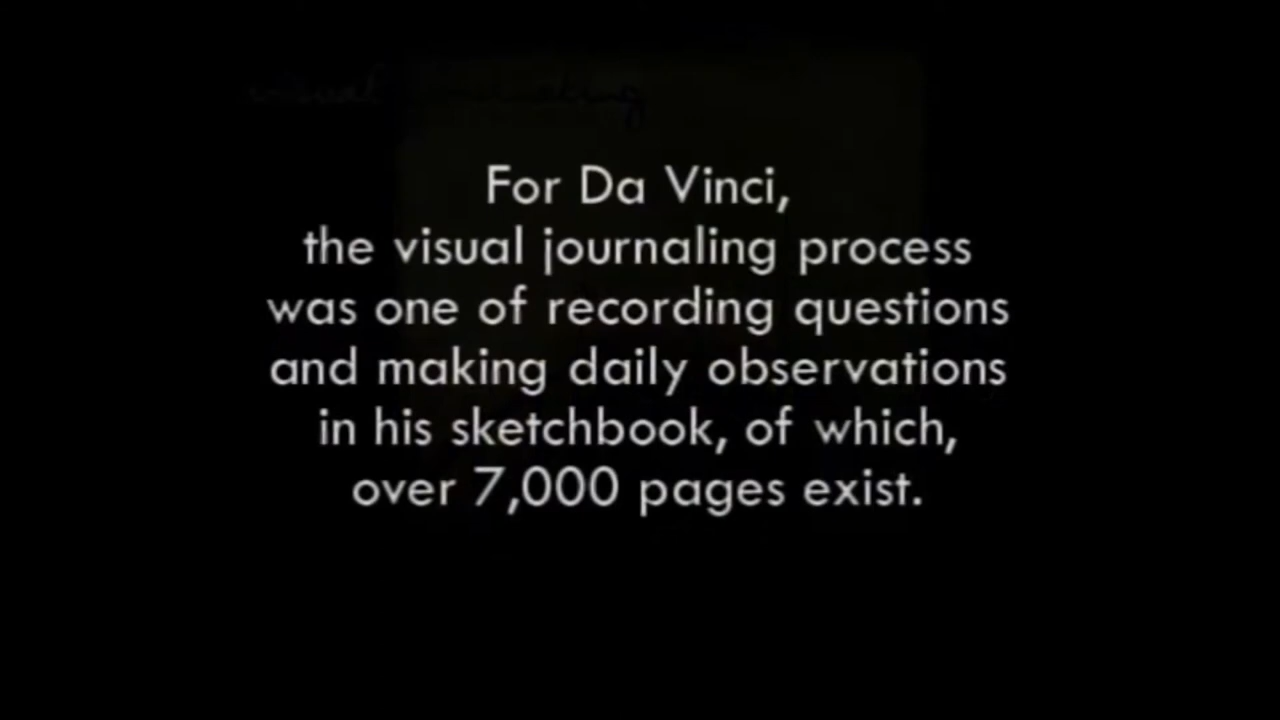 visual
For Da Vinci,
the visual journaling process
was one of recording questions
and making daily observations
in his sketchbook, of which,
over 7,000 pages exist.